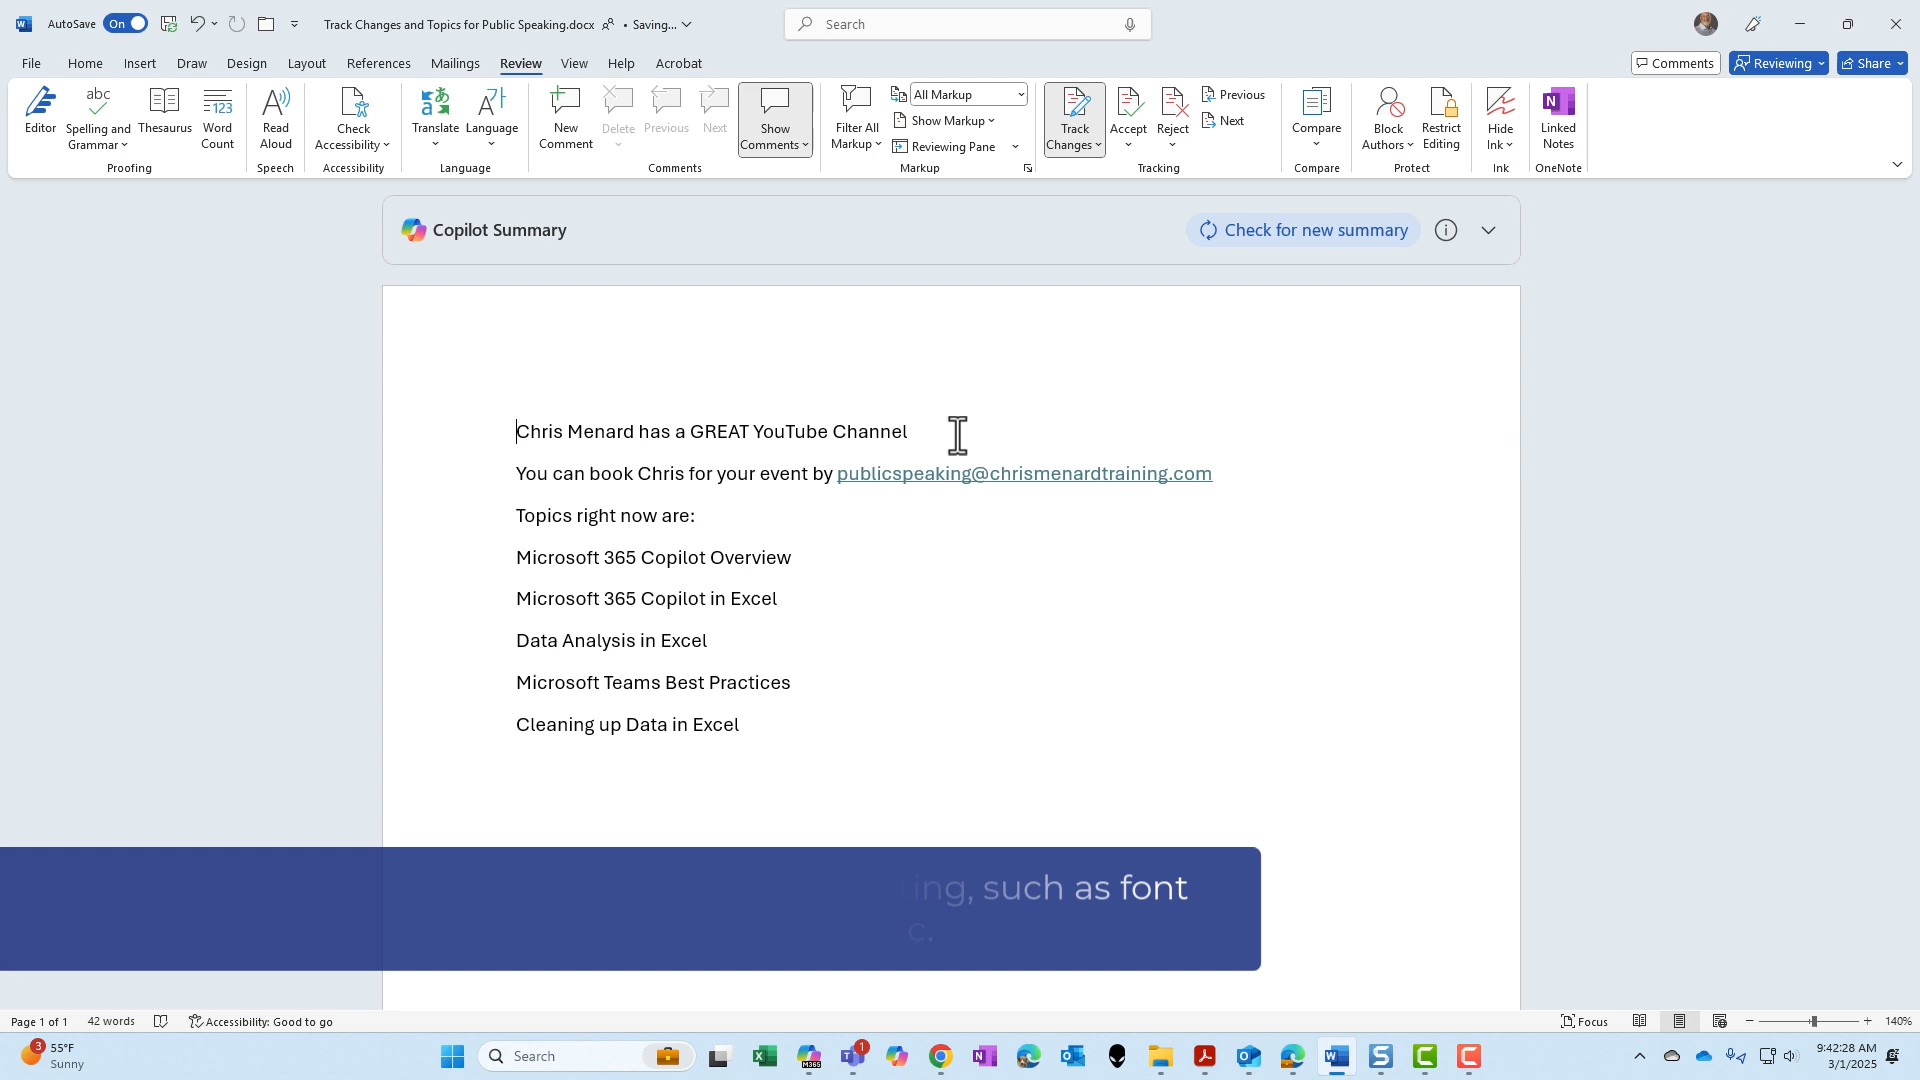 AutoSave On Track Changes and Topics for Public Speaking.docx • Saving... Search
File Home Insert Draw Design Layout References Mailings Review View Help Acrobat Comments Reviewing Share
Editor
Spelling and Grammar
Thesaurus
Word Count
Proofing
Read Aloud
Speech
Check Accessibility
Accessibility
Translate
Language
Language
New Comment
Delete
Previous
Next
Show Comments
Comments
Filter All Markup
All Markup
Show Markup
Reviewing Pane
Markup
Track Changes
Accept
Reject
Previous
Next
Tracking
Compare
Compare
Block Authors
Restrict Editing
Protect
Hide Ink
Ink
Linked Notes
OneNote
Copilot Summary
Check for new summary
Chris Menard has a GREAT YouTube Channel
You can book Chris for your event by publicspeaking@chrismenardtraining.com
Topics right now are:
Microsoft 365 Copilot Overview
Microsoft 365 Copilot in Excel
Data Analysis in Excel
Microsoft Teams Best Practices
Cleaning up Data in Excel
ing, such as font
c.
Page 1 of 1 42 words Accessibility: Good to go Focus 140%
3 55°F
Sunny
Search
M365
1
9:42:28 AM
3/1/2025